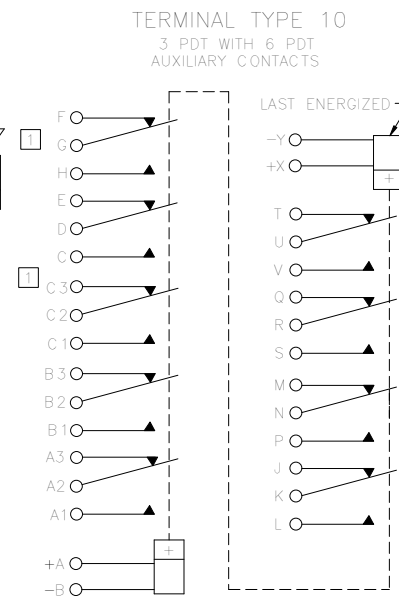 TERMINAL TYPE 10
3 PDT WITH 6 PDT
AUXILIARY CONTACTS
F
1
G
H
E
D
C
1
C3
C2
C1
B3
B2
B1
A3
A2
A1
+
+A
-B
LAST ENERGIZED
-Y
+X
+
T
U
V
Q
R
S
M
N
P
J
K
L